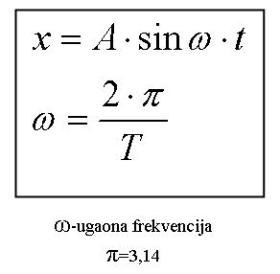 x = A · sin ω · t
ω = 2 · π / T
ω-ugaona frekvencija
π=3,14